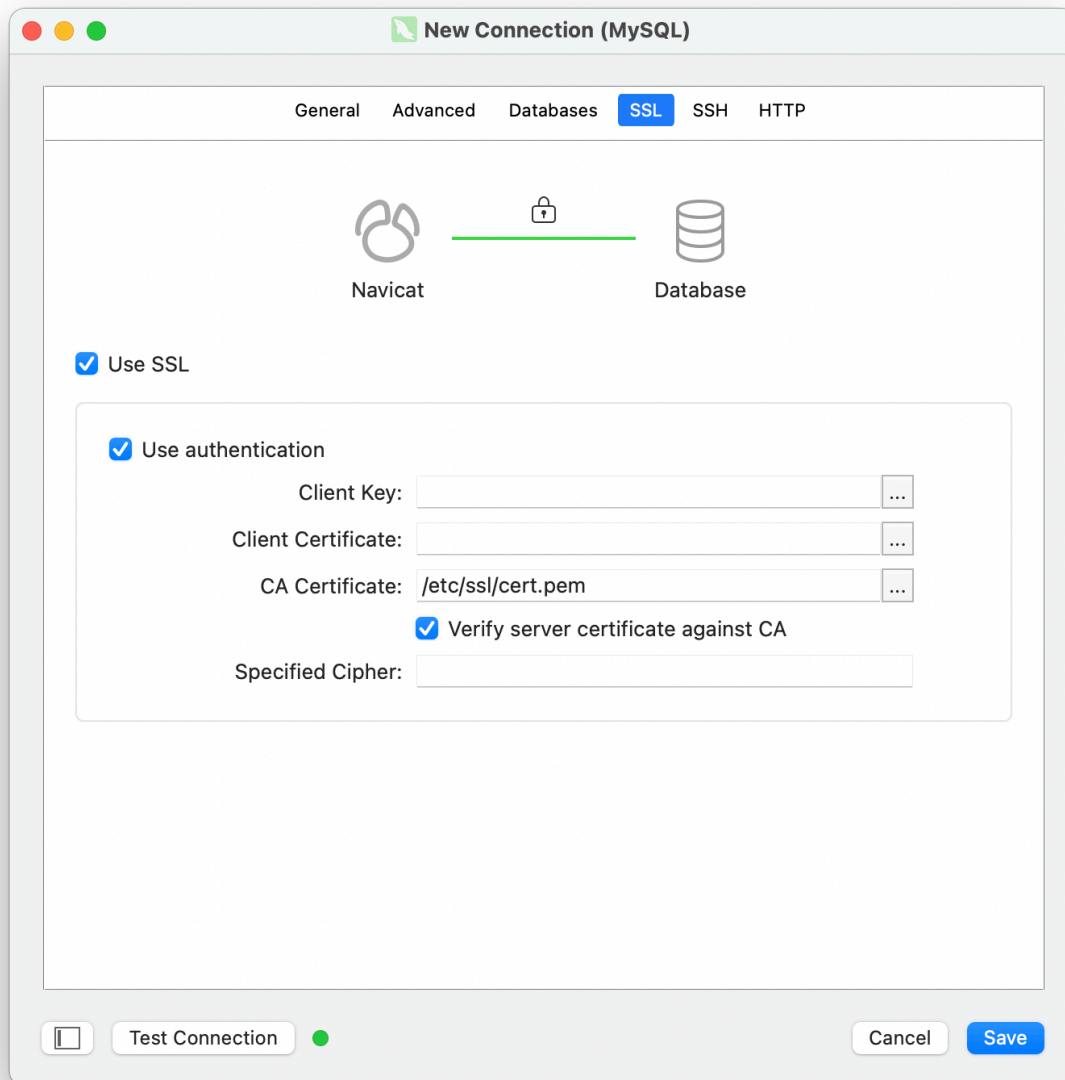 New Connection (MySQL)
General Advanced Databases SSL SSH HTTP
Navicat Database
Use SSL
Use authentication
Client Key: ...
Client Certificate: ...
CA Certificate: /etc/ssl/cert.pem ...
Verify server certificate against CA
Specified Cipher:
Test Connection Cancel Save